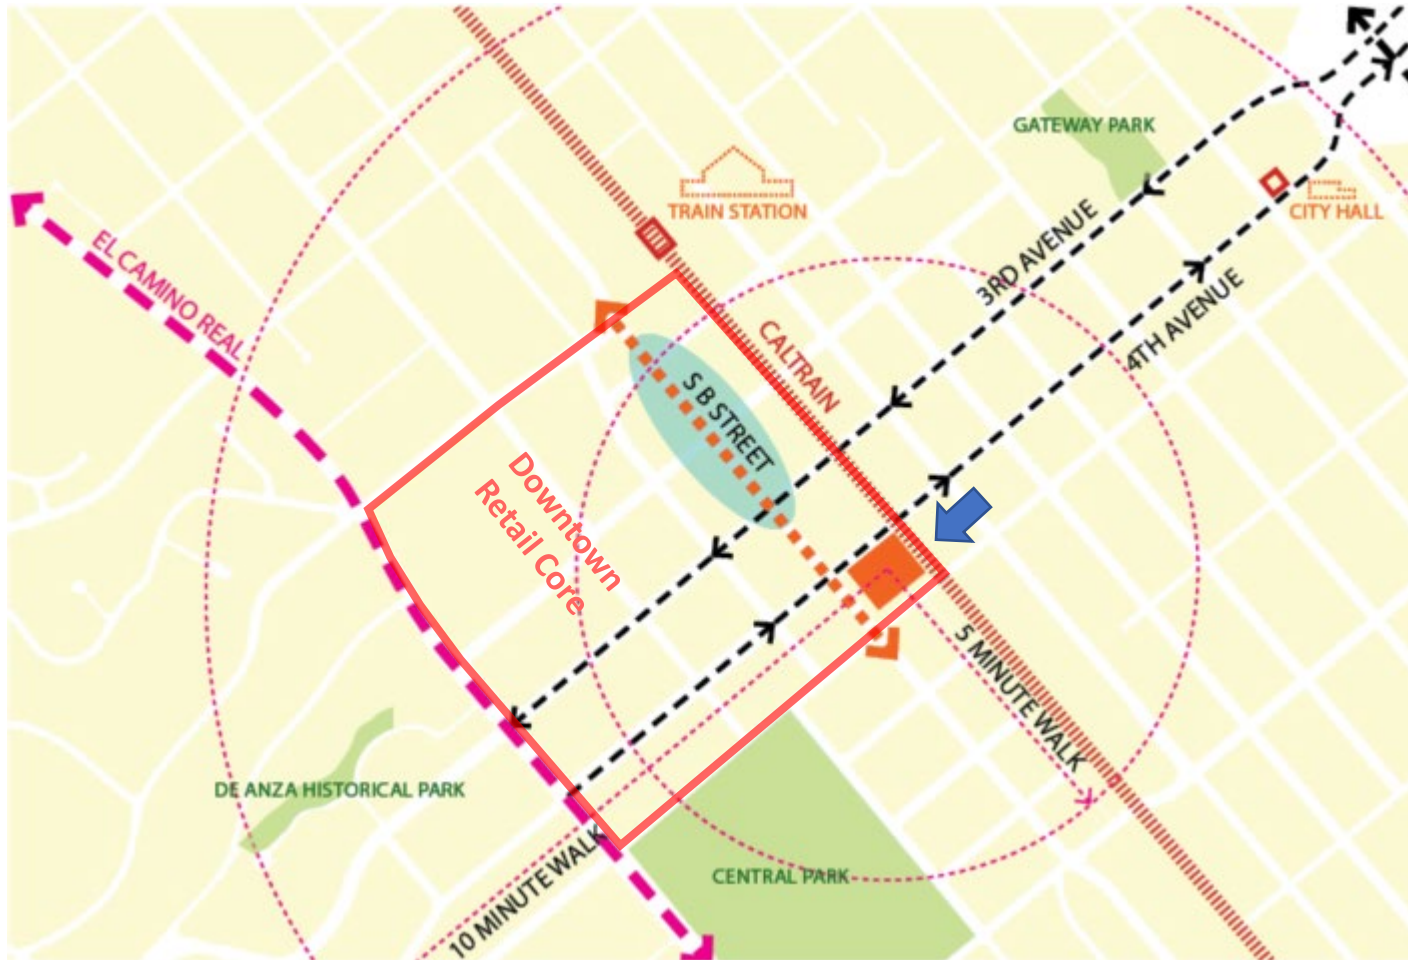 GATEWAY PARK
TRAIN STATION
CITY HALL
EL CAMINO REAL
3RD AVENUE
4TH AVENUE
CALTRAIN
S B STREET
Downtown
Retail Core
5 MINUTE WALK
DE ANZA HISTORICAL PARK
10 MINUTE WALK
CENTRAL PARK